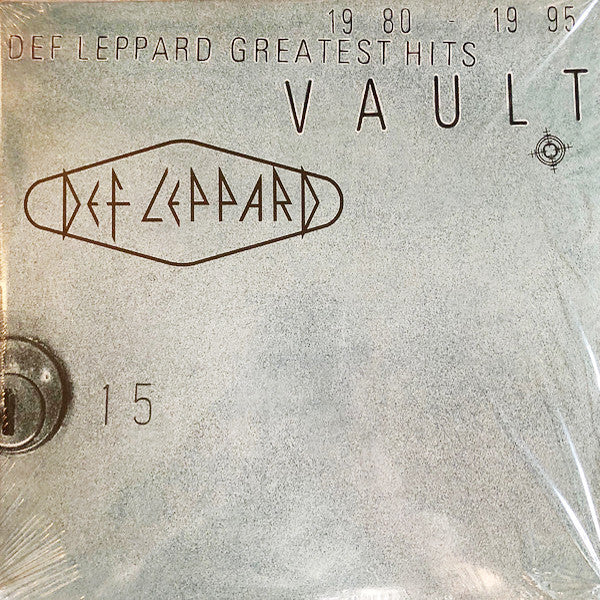 19 80 - 19 95
DEF LEPPARD GREATEST HITS
VAULT
DEF LEPPARD
15